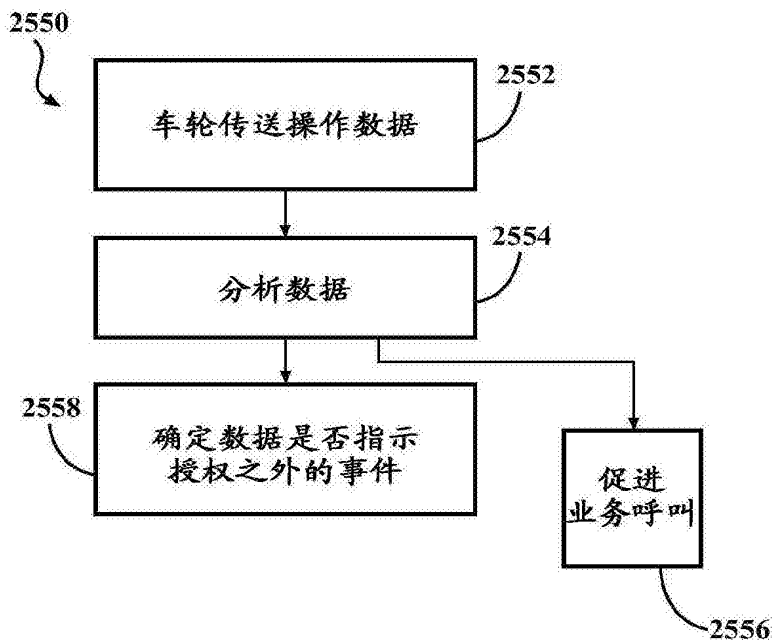 2550
车轮传送操作数据
2552
分析数据
2554
确定数据是否指示
授权之外的事件
2558
促进
业务呼叫
2556